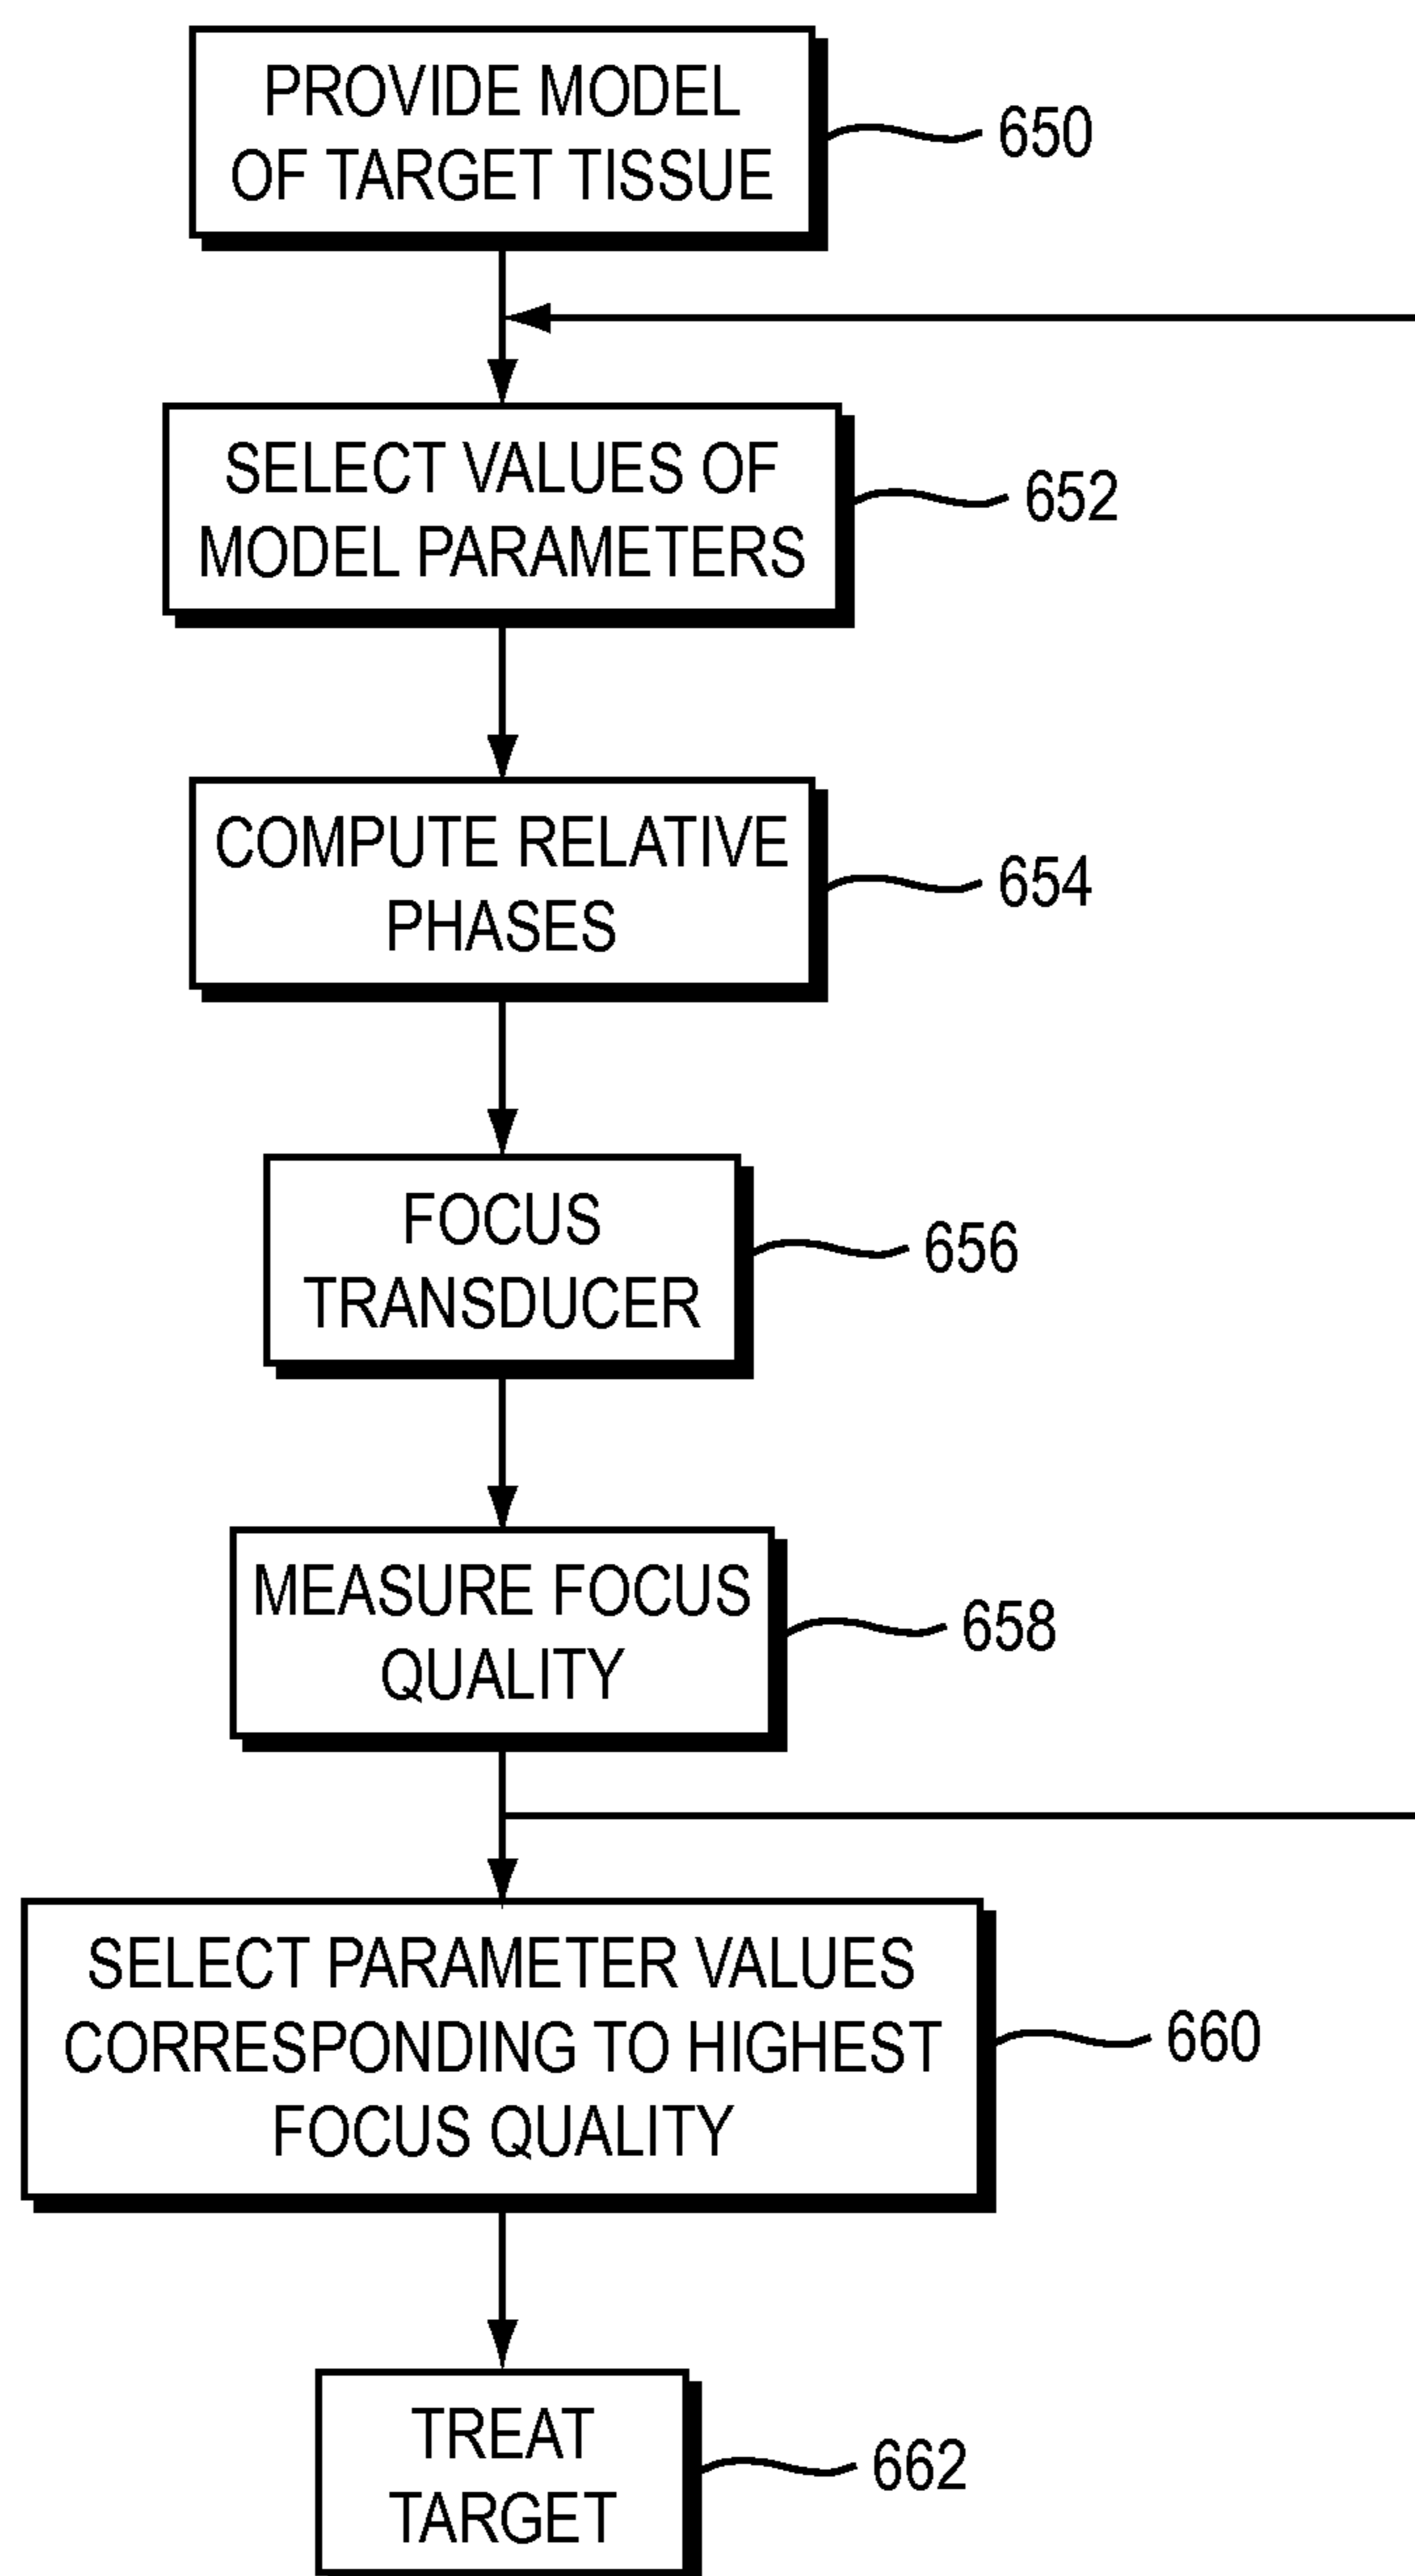 PROVIDE MODEL
OF TARGET TISSUE
650
SELECT VALUES OF
MODEL PARAMETERS
652
COMPUTE RELATIVE
PHASES
654
FOCUS
TRANSDUCER
656
MEASURE FOCUS
QUALITY
658
SELECT PARAMETER VALUES
CORRESPONDING TO HIGHEST
FOCUS QUALITY
660
TREAT
TARGET
662